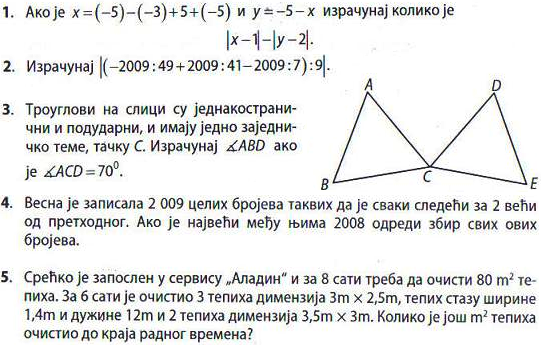 1. Ако је x=(−5)−(−3)+5+(−5) и y=−5−x израчунај колико је
|x−1|−|y−2|.
2. Израчунај |(−2009:49+2009:41−2009:7):9|.
3. Троуглови на слици су једнакострани-
чни и подударни, и имају једно заједни-
чко теме, тачку C. Израчунај ∡ABD ако
је ∡ACD=70⁰.
A
D
B
C
E
4. Весна је записала 2 009 целих бројева таквих да је сваки следећи за 2 већи
од претходног. Ако је највећи међу њима 2008 одреди збир свих ових
бројева.
5. Срећко је запослен у сервису „Аладин“ и за 8 сати треба да очисти 80 m² те-
пиха. За 6 сати је очистио 3 тепиха димензија 3m × 2,5m, тепих стазу ширине
1,4m и дужине 12m и 2 тепиха димензија 3,5m × 3m. Колико је још m² тепиха
очистио до краја радног времена?